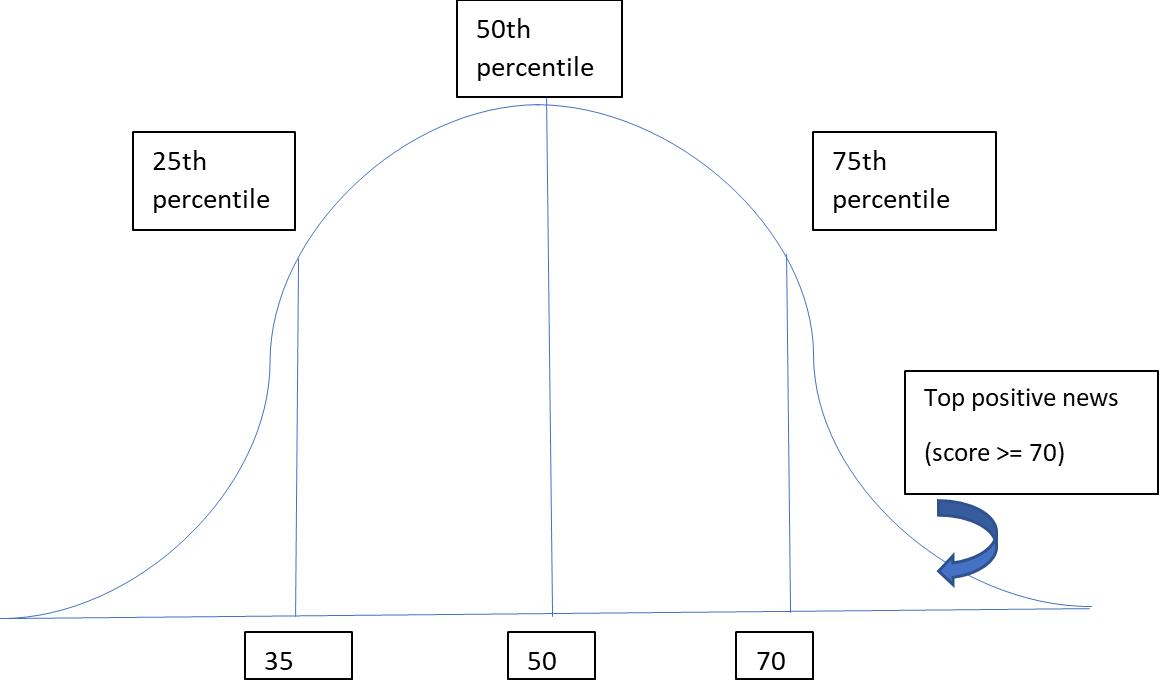 50th
percentile
25th
percentile
75th
percentile
Top positive news
(score >= 70)
35
50
70